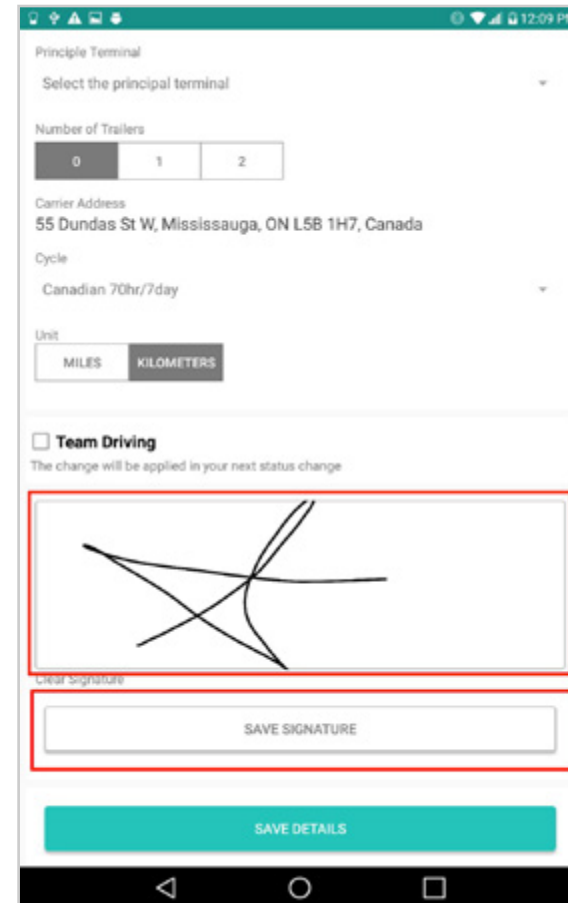 12:09 PM
Principle Terminal
Select the principal terminal
Number of Trailers
0 1 2
Carrier Address
55 Dundas St W, Mississauga, ON L5B 1H7, Canada
Cycle
Canadian 70hr/7day
Unit
MILES KILOMETERS
Team Driving
The change will be applied in your next status change
Clear Signature
SAVE SIGNATURE
SAVE DETAILS